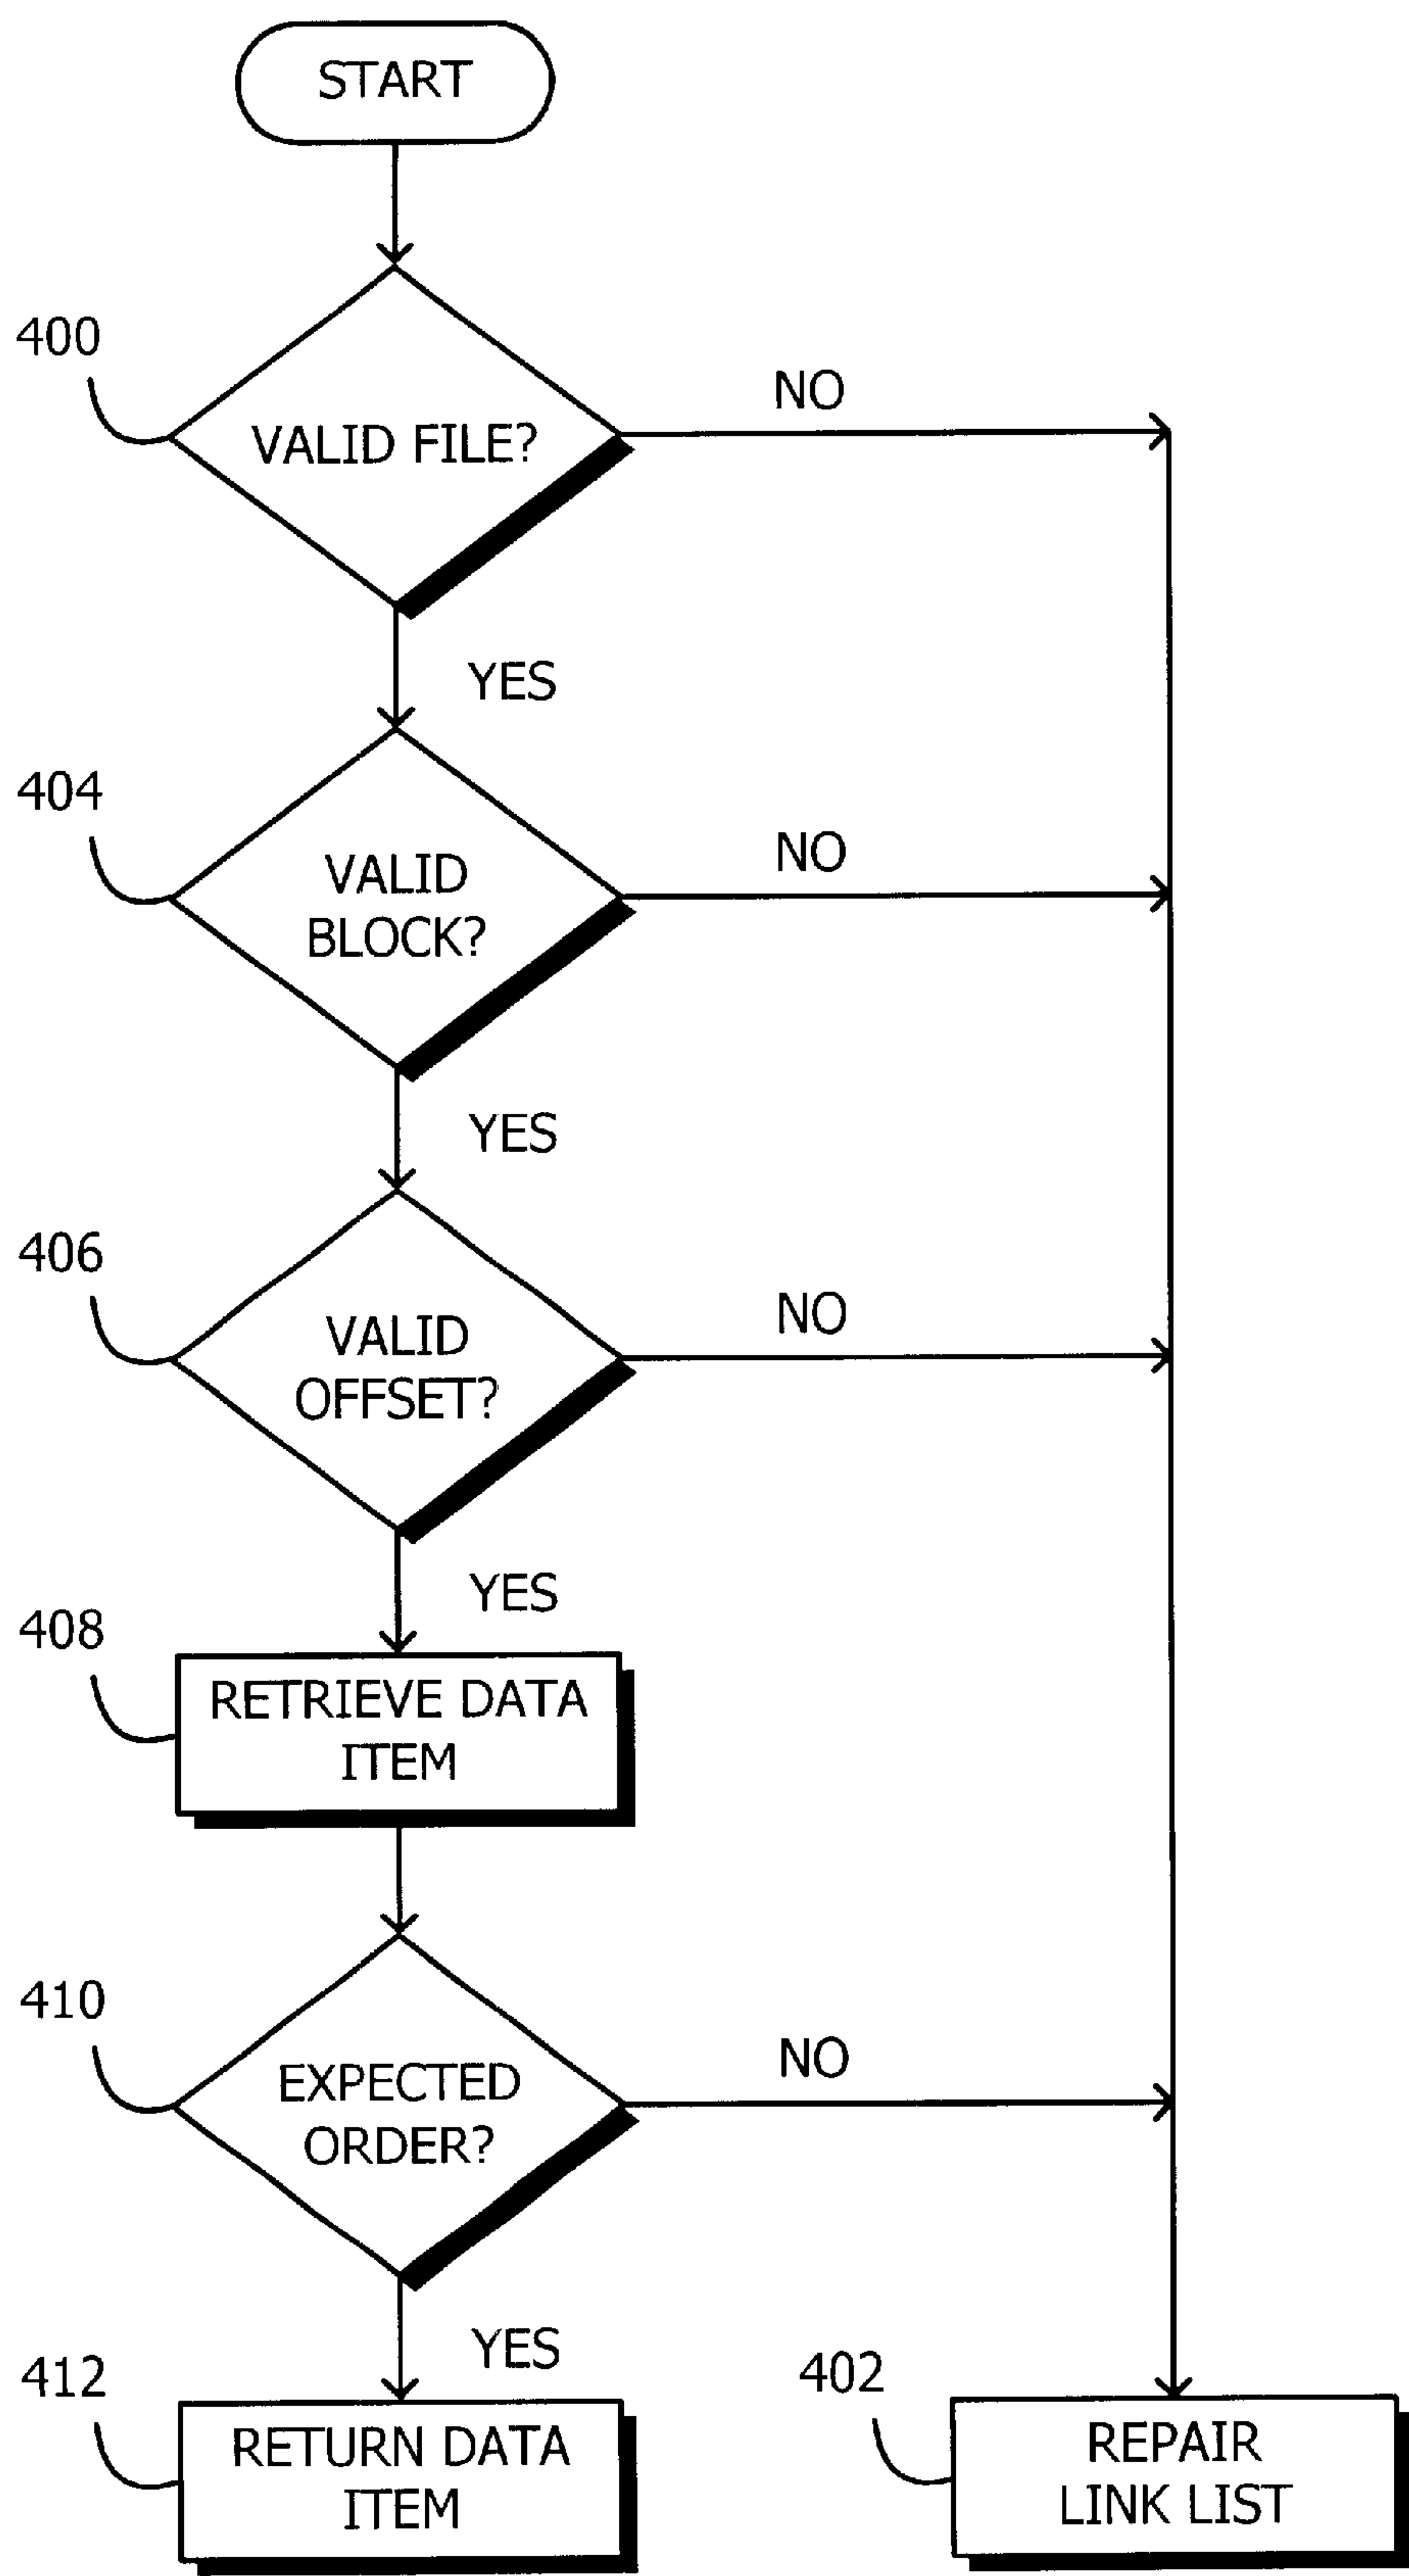 START
400
VALID FILE?
NO
YES
404
VALID
BLOCK?
NO
YES
406
VALID
OFFSET?
NO
YES
408
RETRIEVE DATA
ITEM
410
EXPECTED
ORDER?
NO
YES
412
RETURN DATA
ITEM
402
REPAIR
LINK LIST